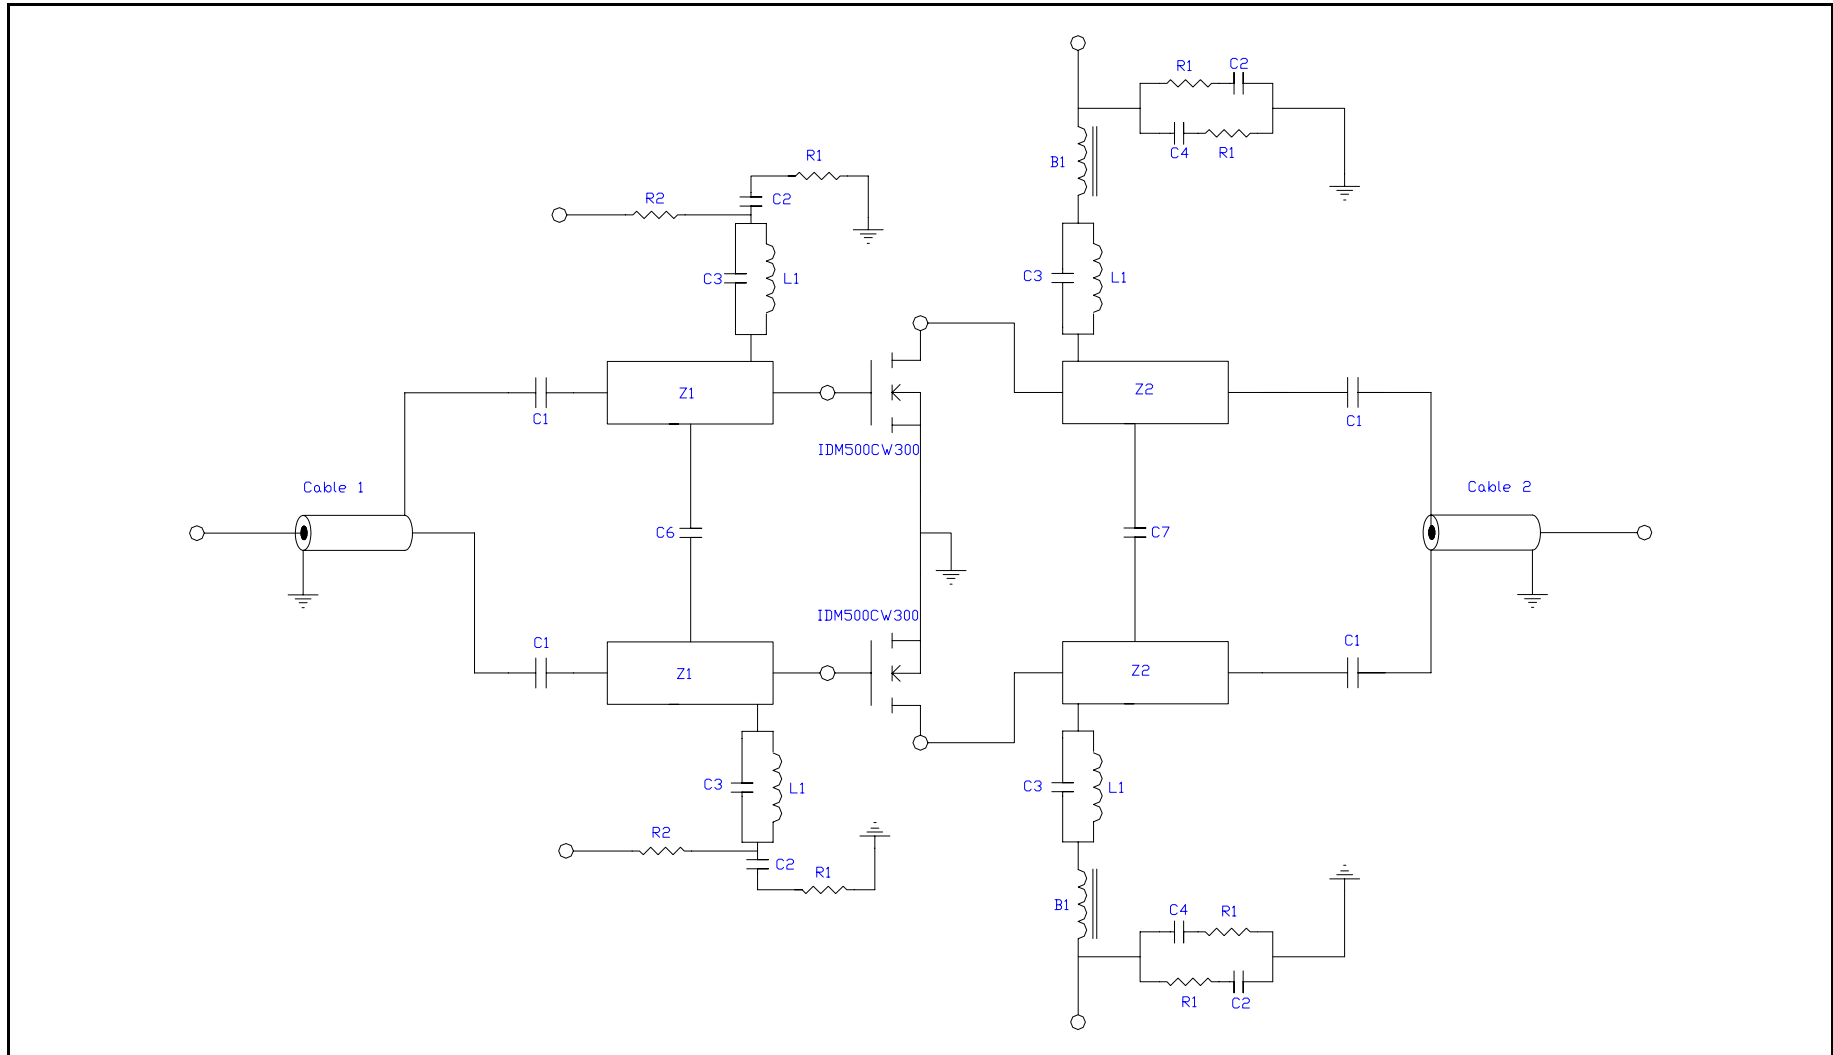 R1
C2
C4
R1
B1
R1
R2
C2
C3
L1
C3
L1
Z1
Z2
C1
C1
IDM500CW300
Cable 1
Cable 2
C6
C7
IDM500CW300
C1
C1
Z1
Z2
C3
L1
C3
L1
R2
C2
R1
B1
C4
R1
R1
C2